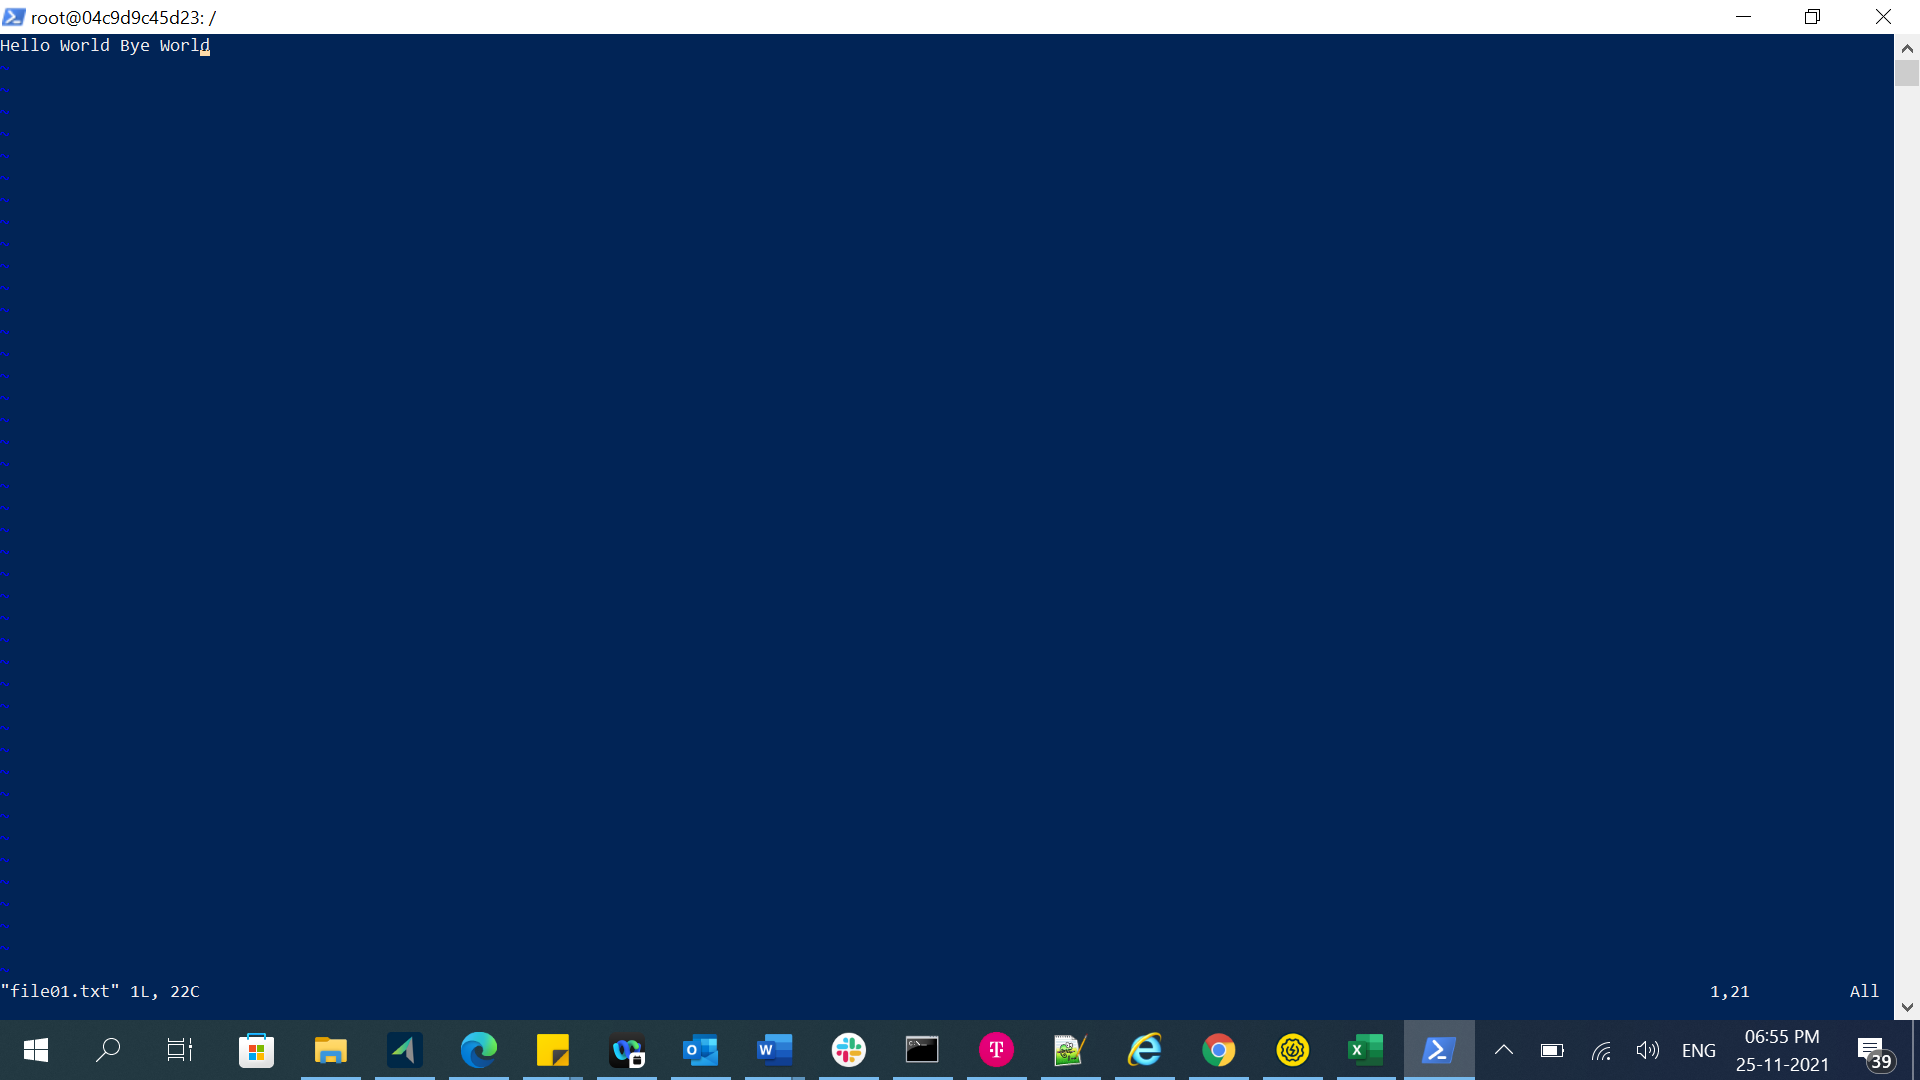 root@04c9d9c45d23: /
Hello World Bye World
"file01.txt" 1L, 22C 1,21 All
ENG
06:55 PM
25-11-2021
39